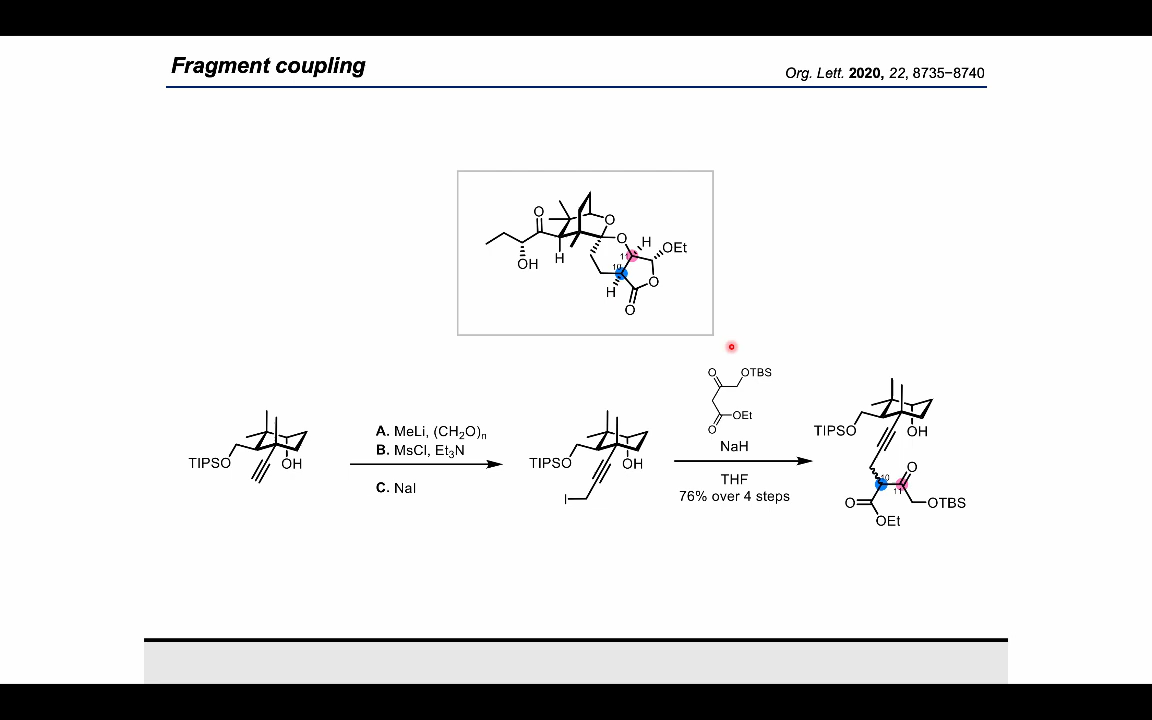 Fragment coupling
Org. Lett. 2020, 22, 8735−8740
O
O
O
H
OEt
11
10
OH
H
H
O
O
O
OTBS
OEt
O
A. MeLi, (CH2O)n
B. MsCl, Et3N
C. NaI
NaH
THF
76% over 4 steps
TIPSO
OH
TIPSO
OH
I
TIPSO
OH
O
10
11
O
OTBS
OEt